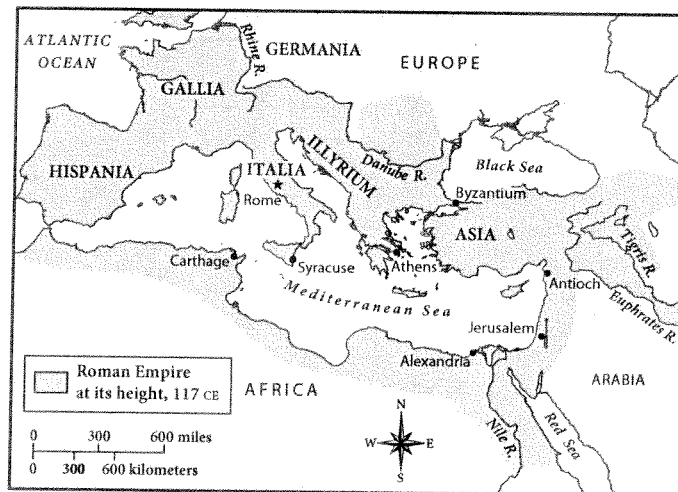 ATLANTIC
OCEAN
Rhine R.
GERMANIA
EUROPE
GALLIA
HISPANIA
ITALIA
Rome
ILLYRIUM
Danube R.
Black Sea
Byzantium
ASIA
Tigris R.
Carthage
Syracuse
Athens
Antioch
Mediterranean Sea
Euphrates R.
Jerusalem
Alexandria
Roman Empire
at its height, 117 CE
AFRICA
ARABIA
Nile R.
Red Sea
0 300 600 miles
0 300 600 kilometers
N
W E
S